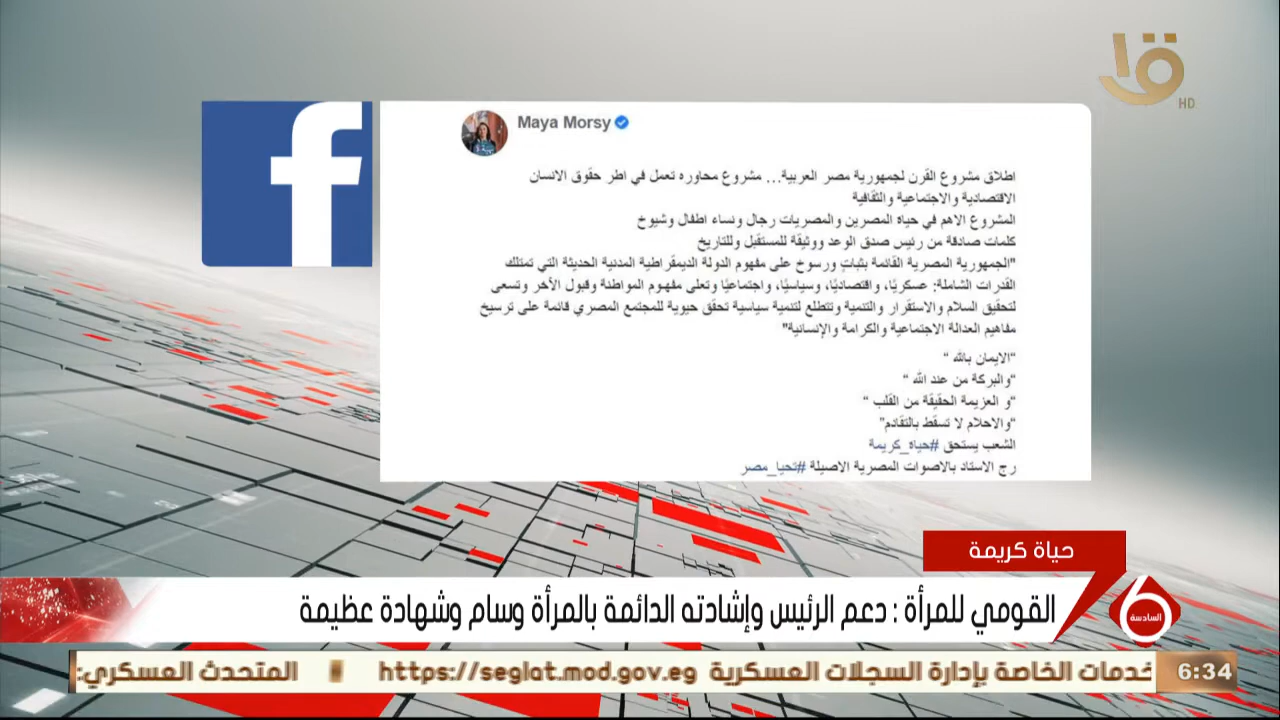 قا
HD
Maya Morsy
اطلاق مشروع القرن لجمهورية مصر العربية... مشروع محاوره تعمل في اطر حقوق الانسان
الاقتصادية والاجتماعية والثقافية
المشروع الاهم في حياه المصرين والمصريات رجال ونساء اطفال وشيوخ
كلمات صادقة من رئيس صدق الوعد ووثيقة للمستقبل وللتاريخ
"الجمهورية المصرية القائمة بثبات ورسوخ على مفهوم الدولة الديمقراطية المدنية الحديثة التي تمتلك
القدرات الشاملة: عسكريًا، واقتصاديًا، وسياسيًا، واجتماعيًا وتعلى مفهوم المواطنة وقبول الآخر وتسعى
لتحقيق السلام والاستقرار والتنمية وتتطلع لتنمية سياسية تحقق حيوية للمجتمع المصري قائمة على ترسيخ
مفاهيم العدالة الاجتماعية والكرامة والإنسانية"
"الايمان بالله "
"والبركة من عند الله "
"و العزيمة الحقيقة من القلب "
"والاحلام لا تسقط بالتقادم"
الشعب يستحق #حياه_كريمة
رج الاستاد بالاصوات المصرية الاصيلة #تحيا_مصر
حياة كريمة
القومي للمرأة : دعم الرئيس وإشادته الدائمة بالمرأة وسام وشهادة عظيمة
6 السادسة
6:34 خدمات الخاصة بإدارة السجلات العسكرية https://seglat.mod.gov.eg المتحدث العسكري: